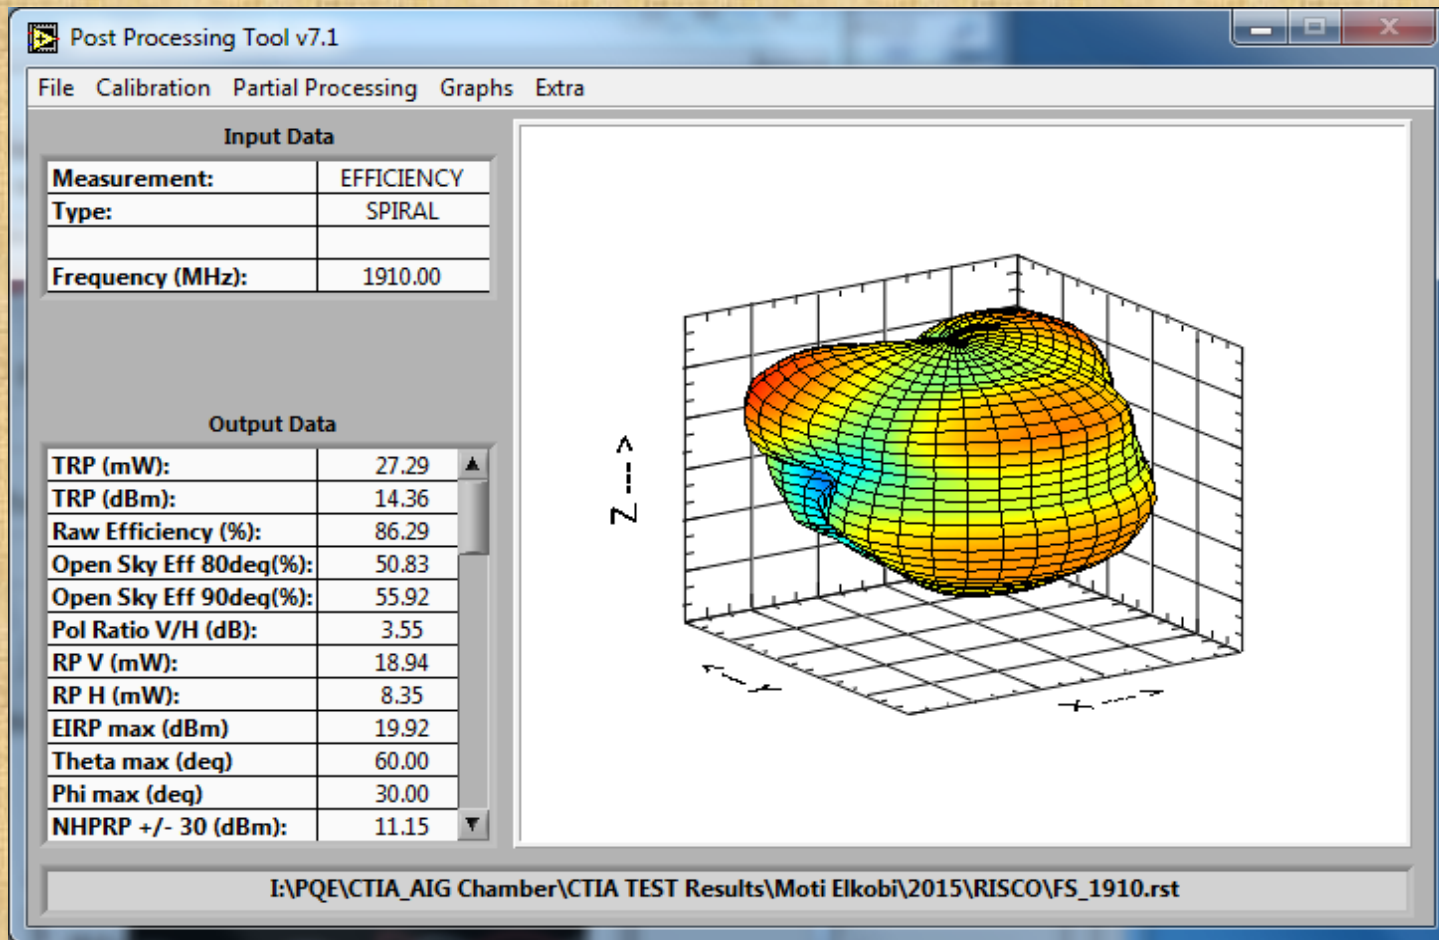 Post Processing Tool v7.1
File Calibration Partial Processing Graphs Extra
Input Data
Measurement: EFFICIENCY
Type: SPIRAL
Frequency (MHz): 1910.00
Output Data
TRP (mW): 27.29
TRP (dBm): 14.36
Raw Efficiency (%): 86.29
Open Sky Eff 80deg(%): 50.83
Open Sky Eff 90deg(%): 55.92
Pol Ratio V/H (dB): 3.55
RP V (mW): 18.94
RP H (mW): 8.35
EIRP max (dBm) 19.92
Theta max (deg) 60.00
Phi max (deg) 30.00
NHPRP +/- 30 (dBm): 11.15
Z --->
<--- Y
X --->
I:\PQE\CTIA_AIG Chamber\CTIA TEST Results\Moti Elkobi\2015\RISCO\FS_1910.rst